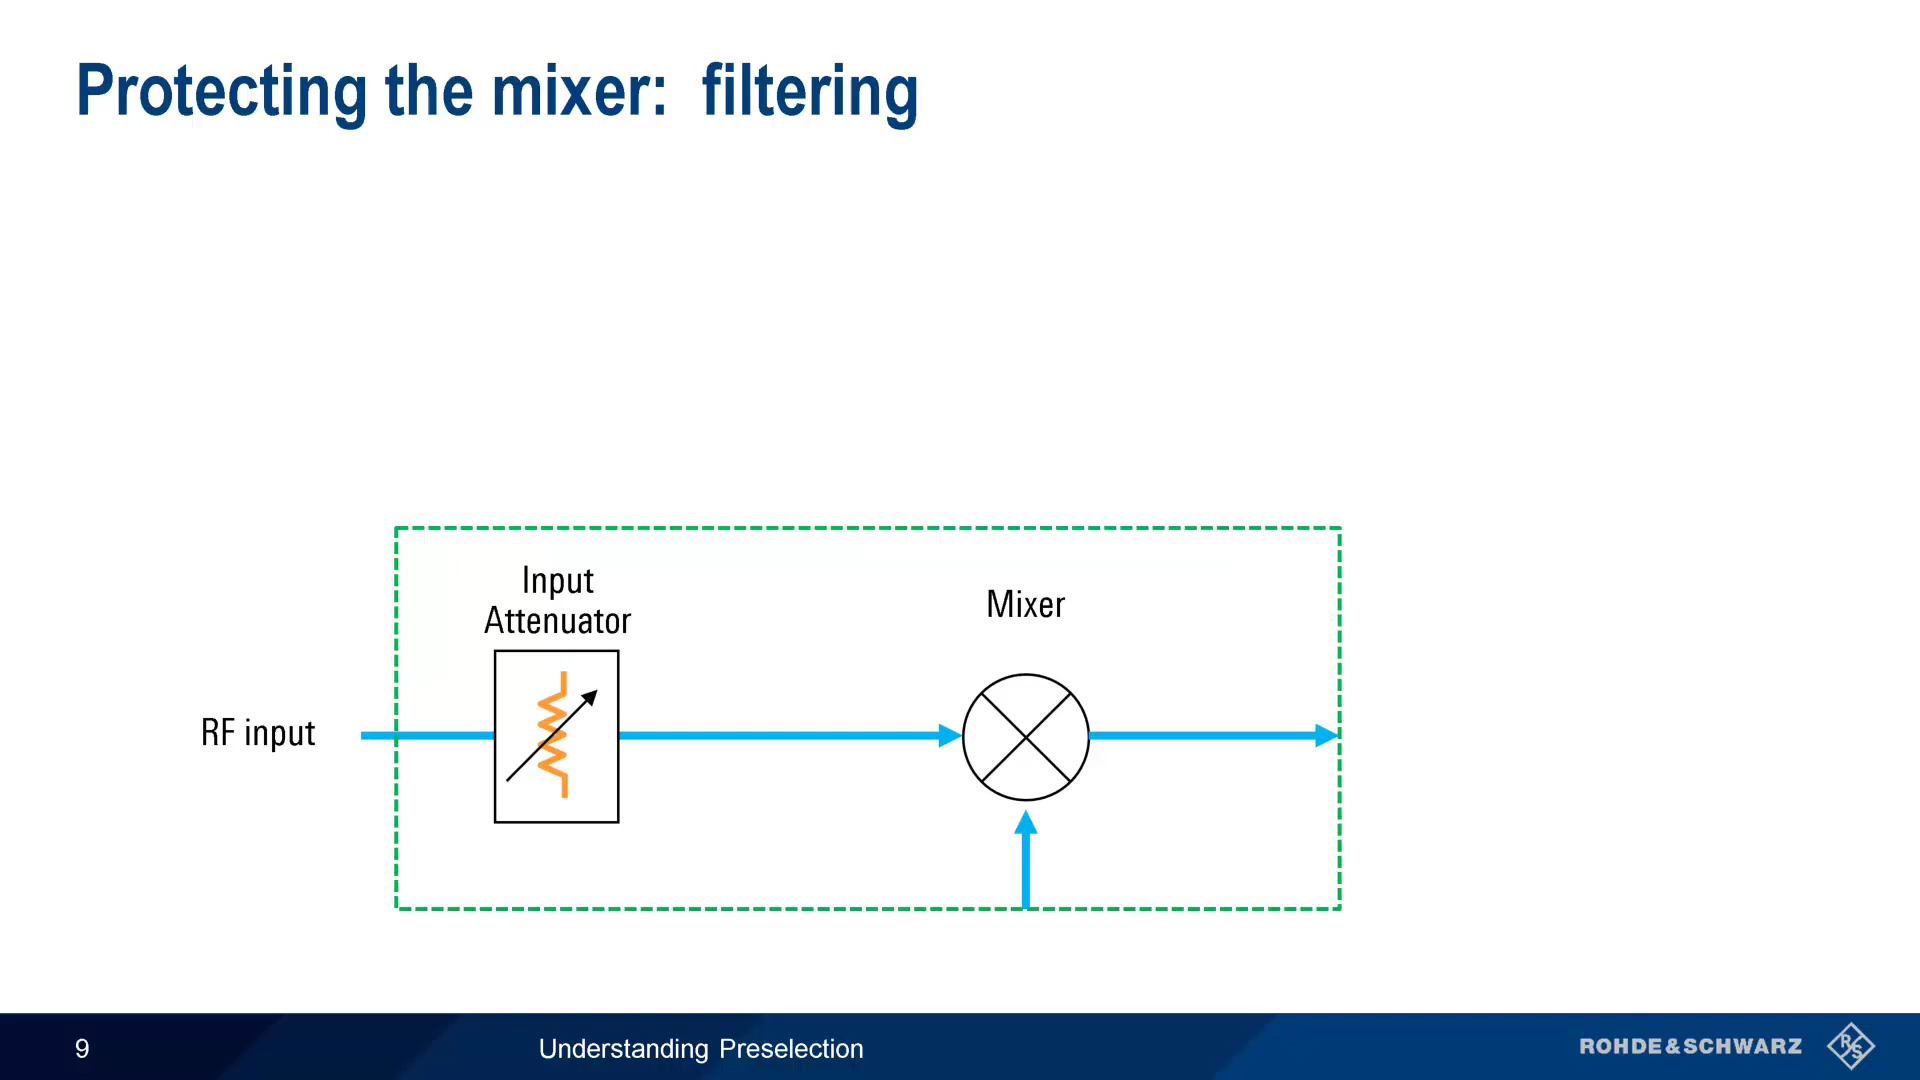 Protecting the mixer: filtering
Input
Attenuator
Mixer
RF input
9
Understanding Preselection
ROHDE&SCHWARZ
R&S